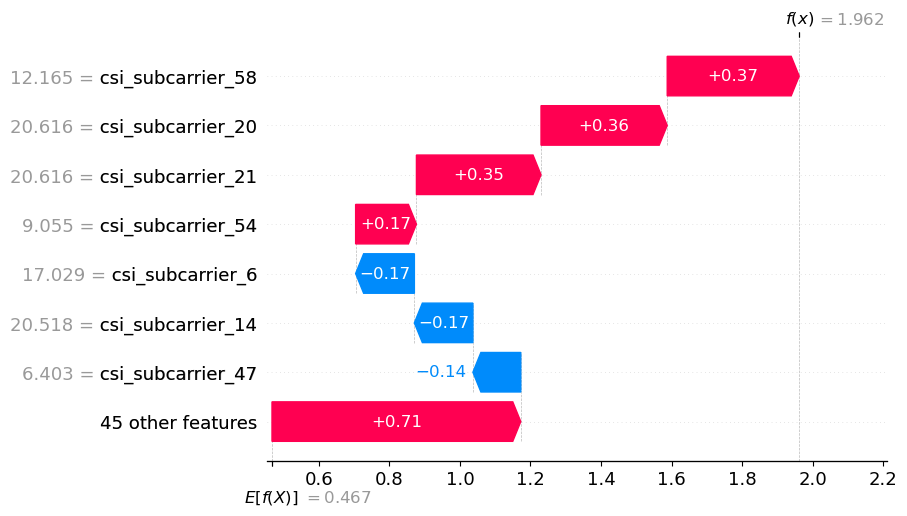 f(x) = 1.962
12.165 = csi_subcarrier_58
+0.37
20.616 = csi_subcarrier_20
+0.36
20.616 = csi_subcarrier_21
+0.35
9.055 = csi_subcarrier_54
+0.17
17.029 = csi_subcarrier_6
−0.17
20.518 = csi_subcarrier_14
−0.17
6.403 = csi_subcarrier_47
−0.14
45 other features
+0.71
0.6 0.8 1.0 1.2 1.4 1.6 1.8 2.0 2.2
E[f(X)] = 0.467